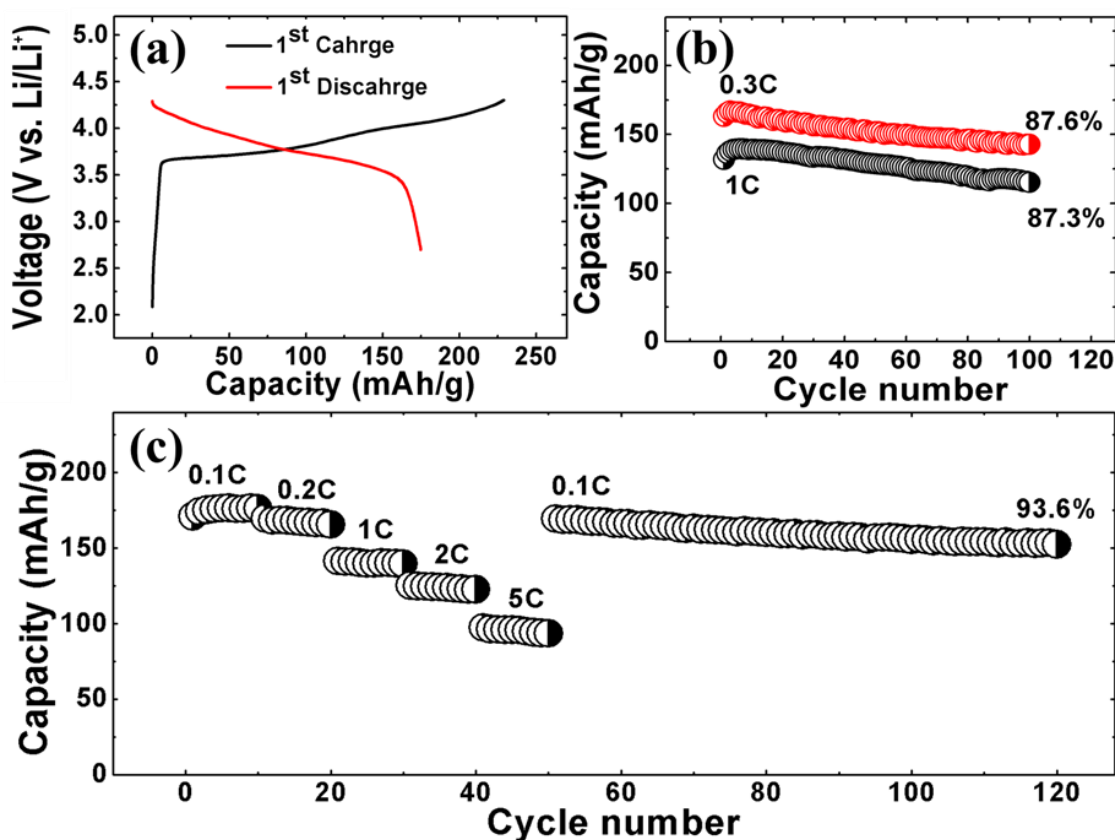 (a)
1st Cahrge
1st Discahrge
Voltage (V vs. Li/Li+)
5.0
4.5
4.0
3.5
3.0
2.5
2.0
0 50 100 150 200 250
Capacity (mAh/g)
(b)
Capacity (mAh/g)
200
150
100
50
0
0.3C
87.6%
1C
87.3%
0 20 40 60 80 100 120
Cycle number
(c)
Capacity (mAh/g)
200
150
100
50
0
0.1C
0.2C
1C
2C
5C
0.1C
93.6%
0 20 40 60 80 100 120
Cycle number